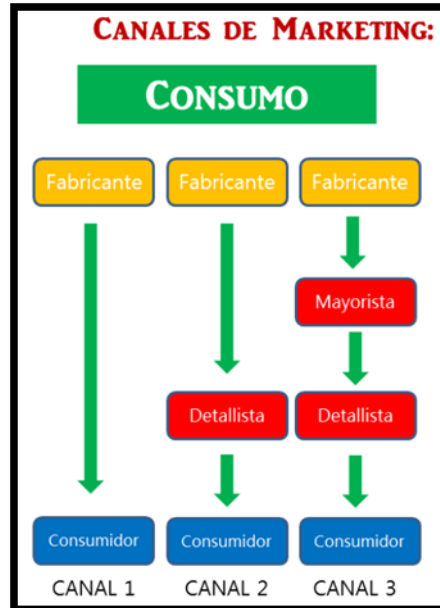 CANALES DE MARKETING:
CONSUMO
Fabricante Fabricante Fabricante
Mayorista
Detallista Detallista
Consumidor Consumidor Consumidor
CANAL 1 CANAL 2 CANAL 3